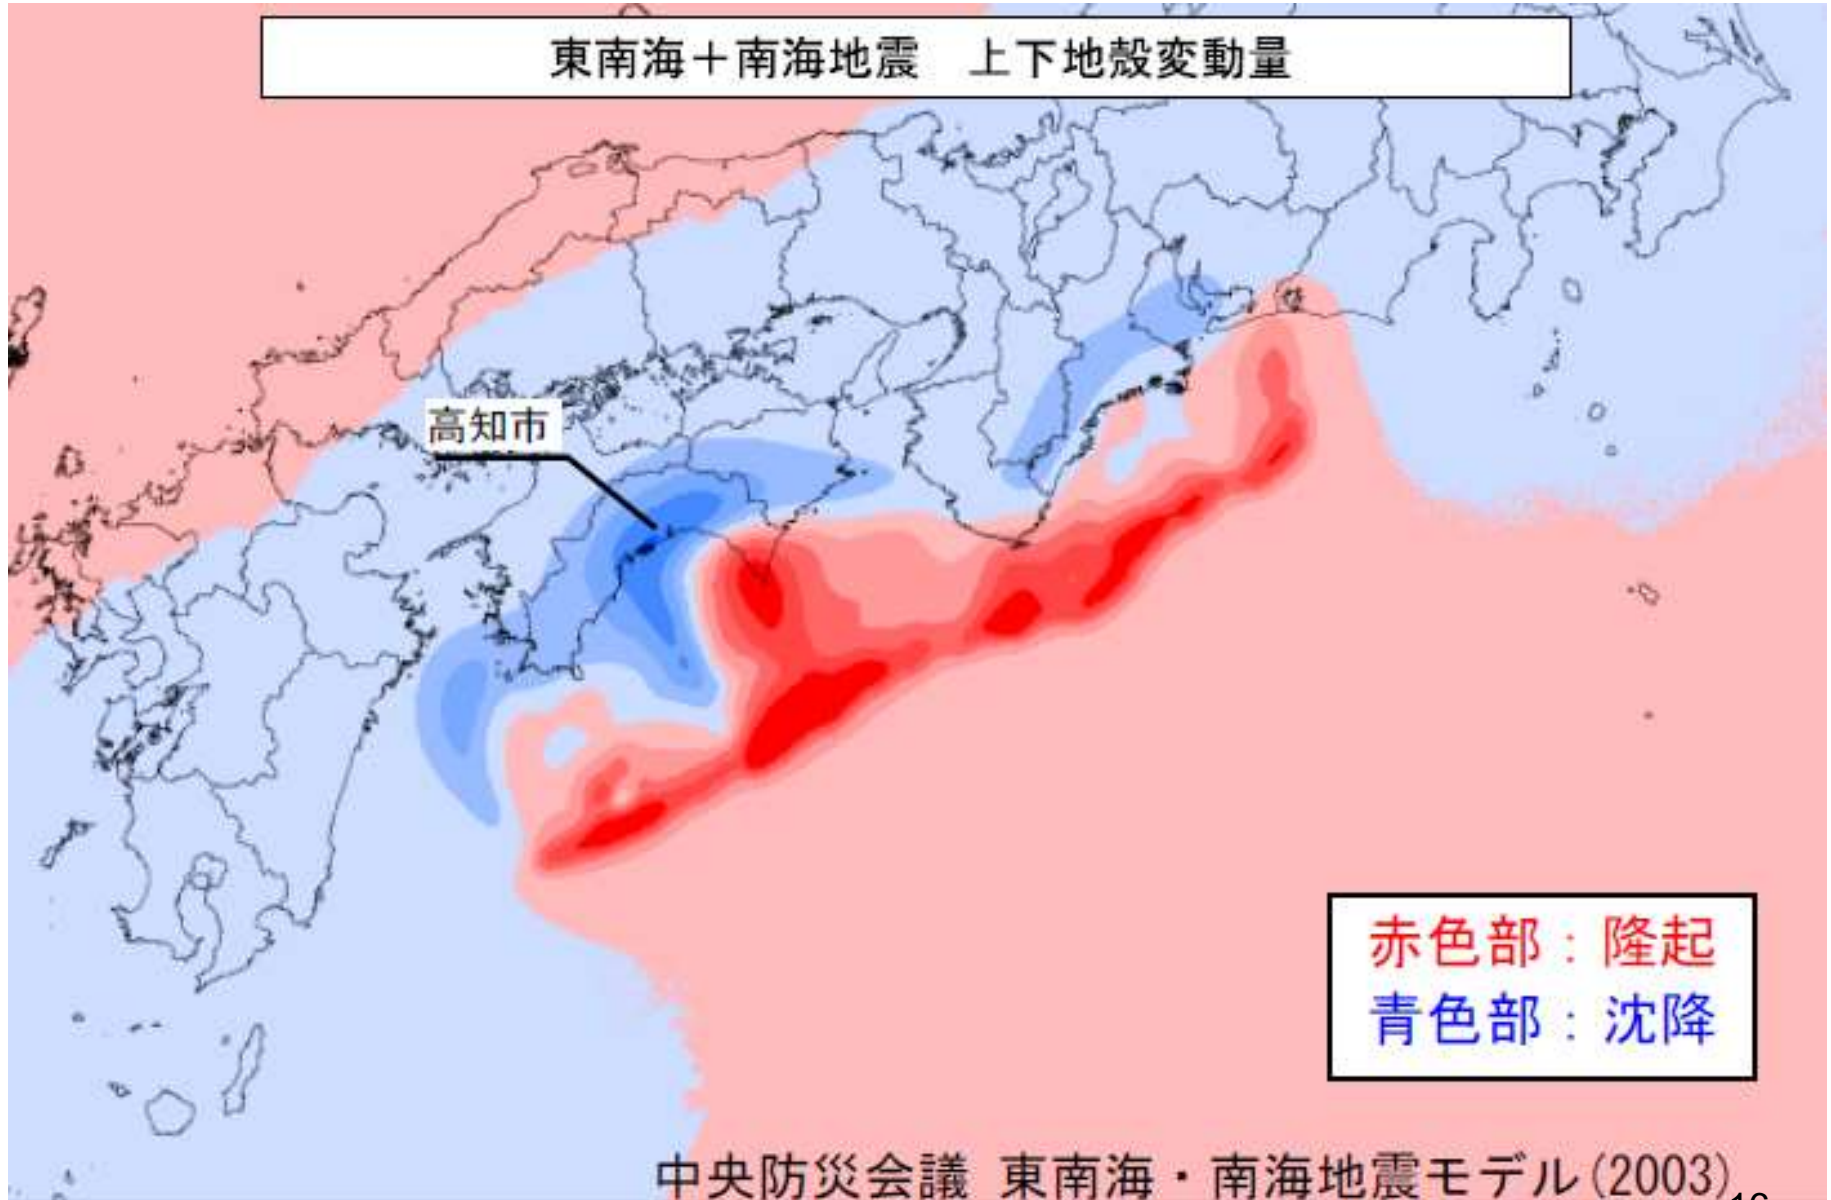 東南海＋南海地震　上下地殻変動量
高知市
赤色部：隆起
青色部：沈降
中央防災会議 東南海・南海地震モデル(2003)